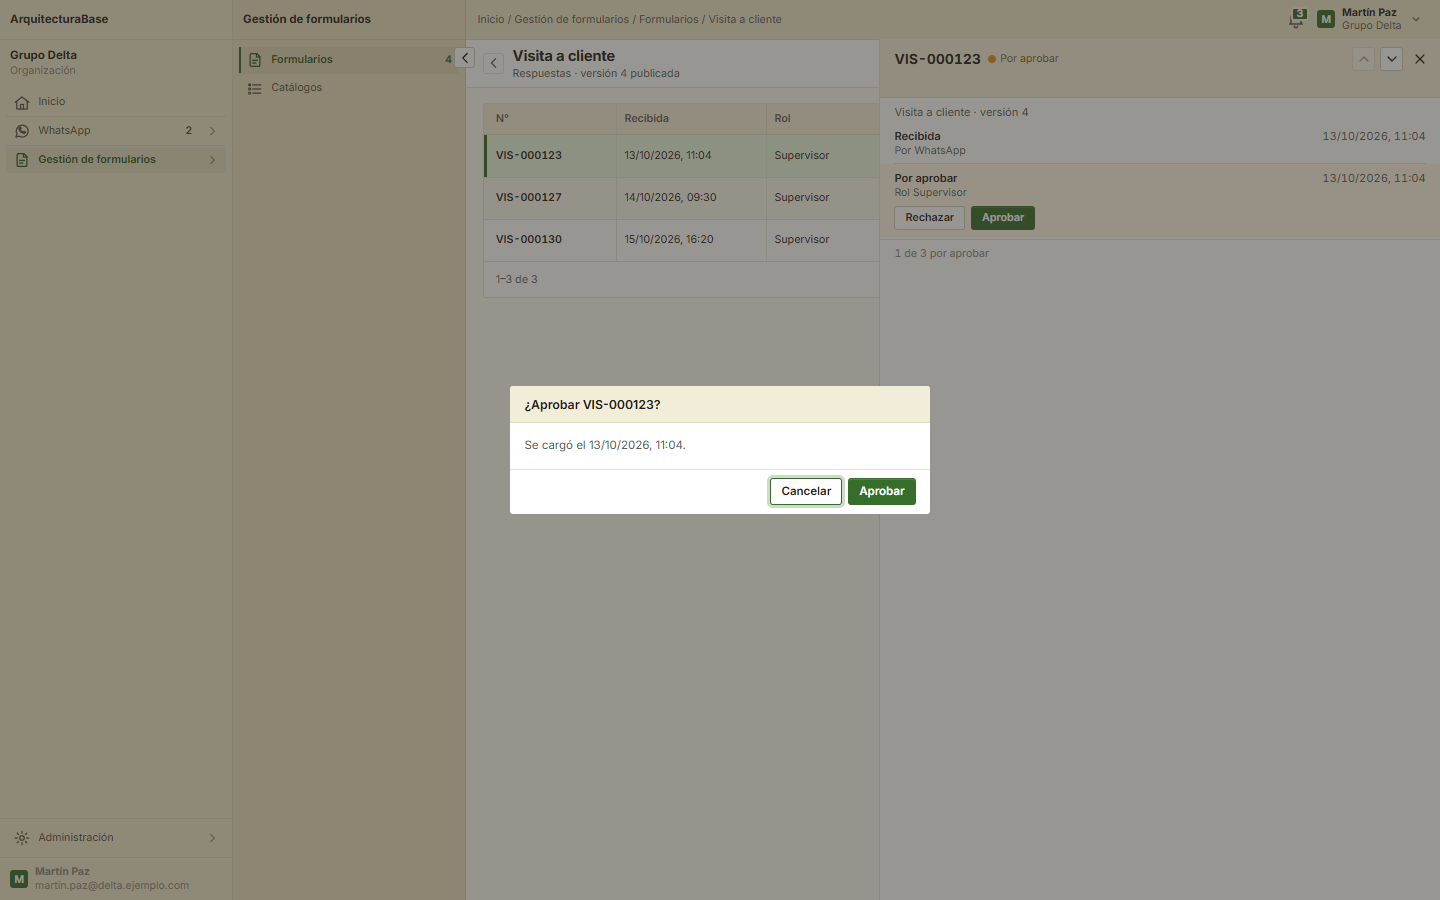 ArquitecturaBase
Grupo Delta
Organización
Inicio
WhatsApp 2
Gestión de formularios
Administración
M Martín Paz
martin.paz@delta.ejemplo.com
Gestión de formularios
Formularios 4
Catálogos
Inicio / Gestión de formularios / Formularios / Visita a cliente
3
M Martín Paz
Grupo Delta
Visita a cliente
Respuestas · versión 4 publicada
N° Recibida Rol
VIS-000123 13/10/2026, 11:04 Supervisor
VIS-000127 14/10/2026, 09:30 Supervisor
VIS-000130 15/10/2026, 16:20 Supervisor
1–3 de 3
VIS-000123 Por aprobar
Visita a cliente · versión 4
Recibida 13/10/2026, 11:04
Por WhatsApp
Por aprobar 13/10/2026, 11:04
Rol Supervisor
Rechazar Aprobar
1 de 3 por aprobar
¿Aprobar VIS-000123?
Se cargó el 13/10/2026, 11:04.
Cancelar Aprobar